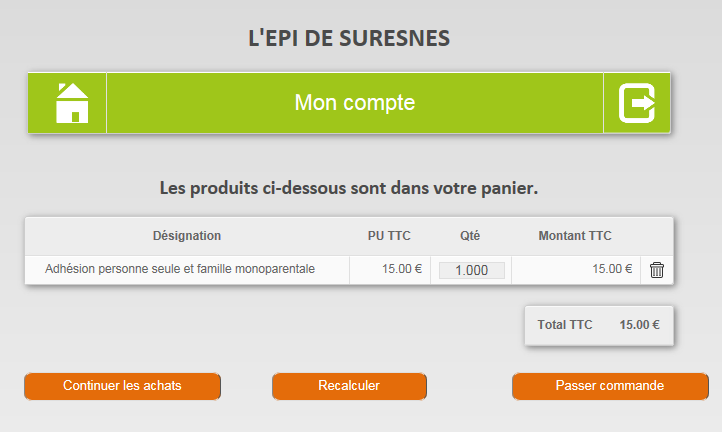 L'EPI DE SURESNES
Mon compte
Les produits ci-dessous sont dans votre panier.
Désignation PU TTC Qté Montant TTC
Adhésion personne seule et famille monoparentale 15.00 € 1.000 15.00 €
Total TTC 15.00 €
Continuer les achats Recalculer Passer commande